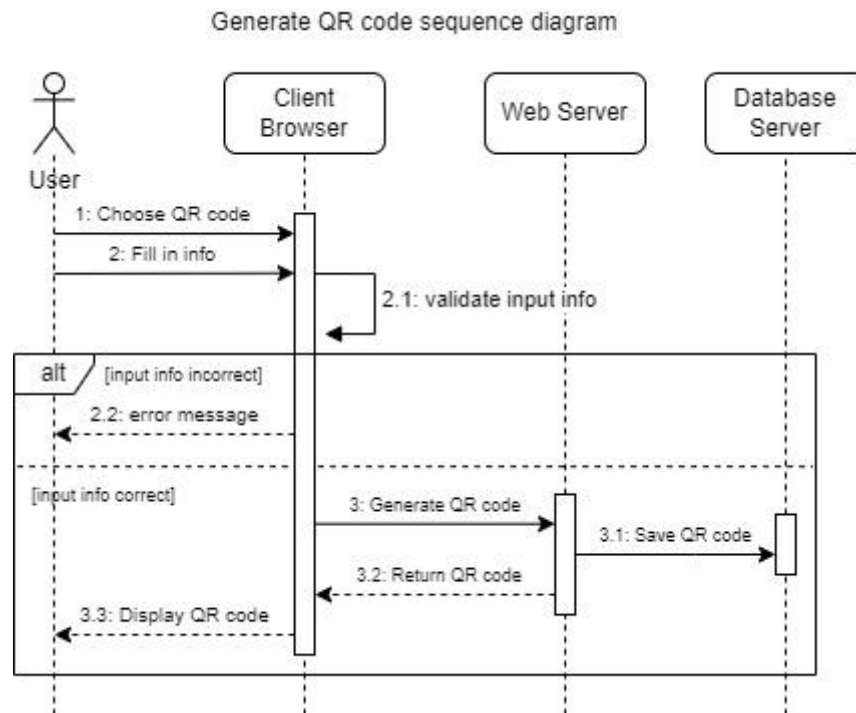 Generate QR code sequence diagram
Client
Browser
Web Server
Database
Server
User
1: Choose QR code
2: Fill in info
2.1: validate input info
alt
[input info incorrect]
2.2: error message
[input info correct]
3: Generate QR code
3.1: Save QR code
3.2: Return QR code
3.3: Display QR code